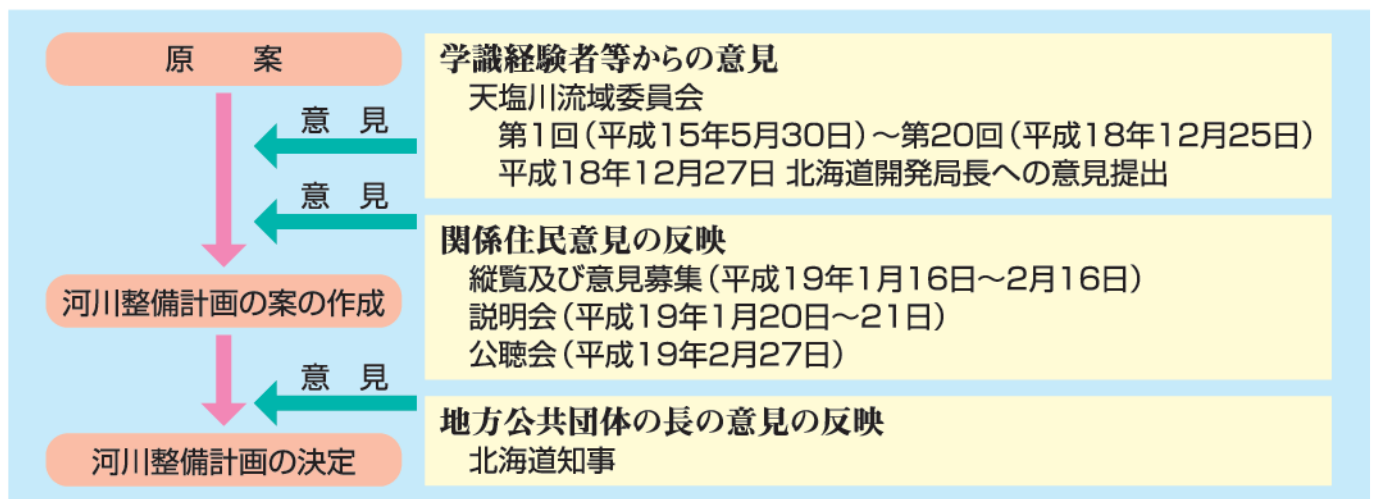 原　案
意　見
意　見
河川整備計画の案の作成
意　見
河川整備計画の決定
学識経験者等からの意見
天塩川流域委員会
第1回(平成15年5月30日)～第20回(平成18年12月25日)
平成18年12月27日 北海道開発局長への意見提出
関係住民意見の反映
縦覧及び意見募集(平成19年1月16日～2月16日)
説明会(平成19年1月20日～21日)
公聴会(平成19年2月27日)
地方公共団体の長の意見の反映
北海道知事